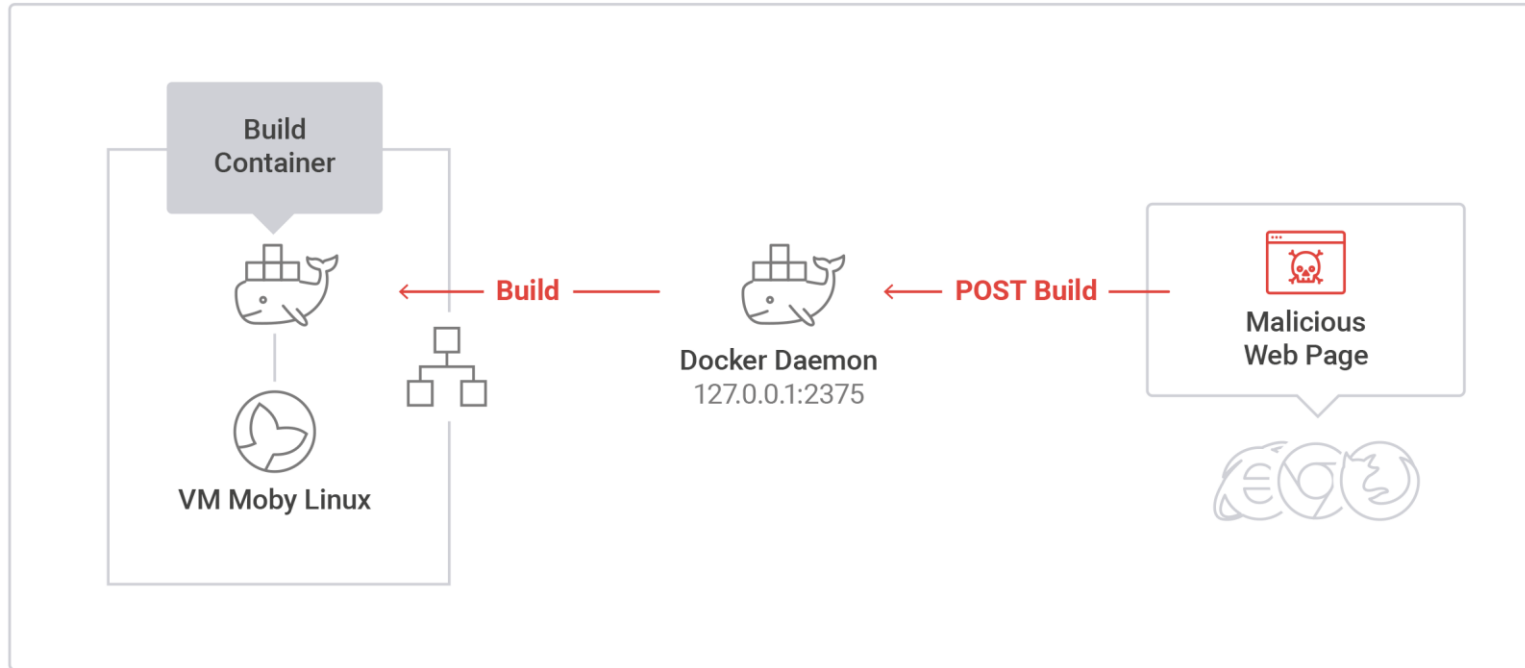 Build
Container
Build
POST Build
Docker Daemon
127.0.0.1:2375
Malicious
Web Page
VM Moby Linux